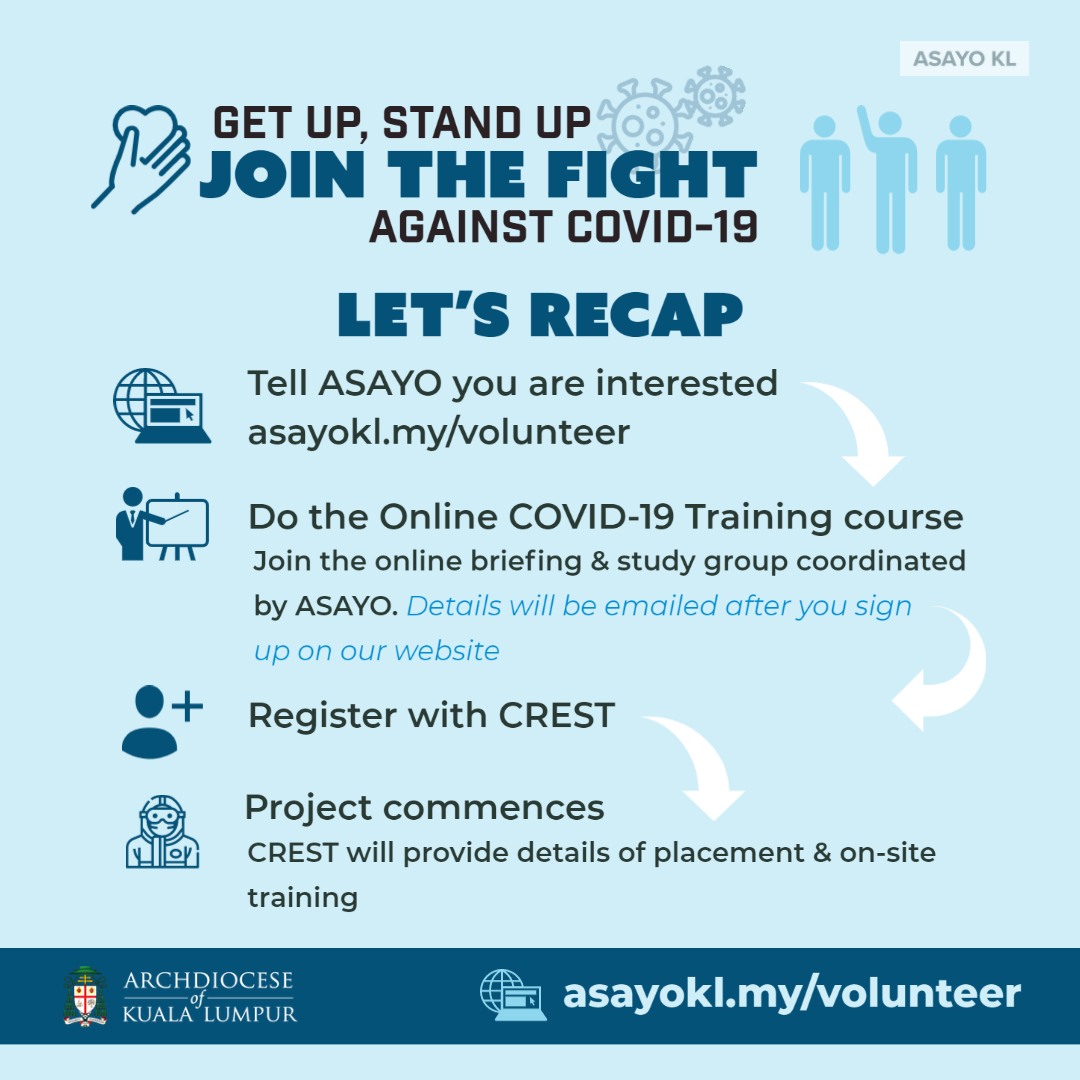 ASAYO KL
GET UP, STAND UP
JOIN THE FIGHT
AGAINST COVID-19
LET'S RECAP
Tell ASAYO you are interested
asayokl.my/volunteer
Do the Online COVID-19 Training course
Join the online briefing & study group coordinated
by ASAYO. Details will be emailed after you sign
up on our website
Register with CREST
Project commences
CREST will provide details of placement & on-site
training
ARCHDIOCESE
of
KUALA LUMPUR
asayokl.my/volunteer